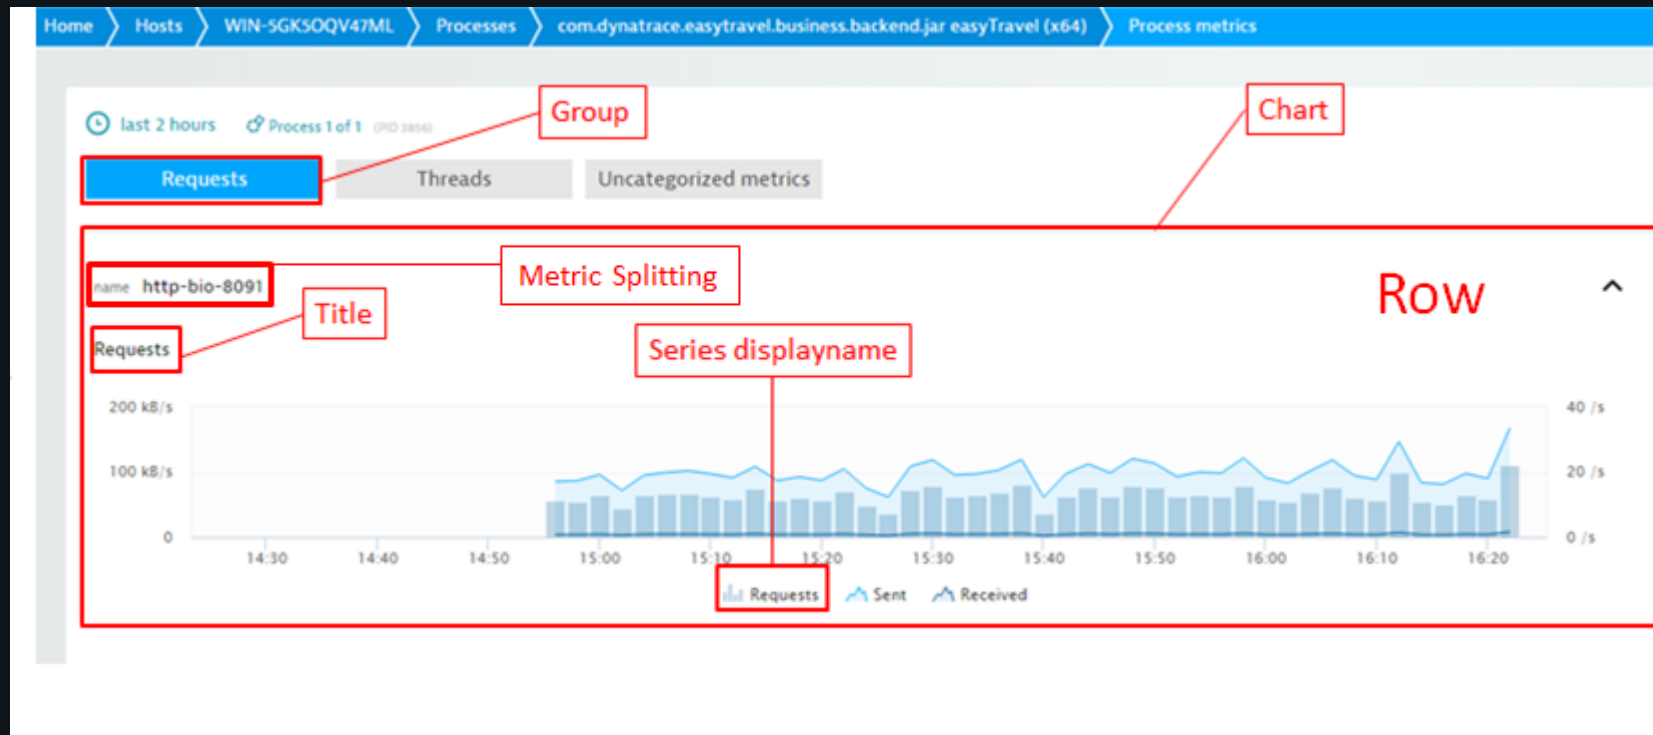 Home Hosts WIN-SGKSOQV47ML Processes com.dynatrace.easytravel.business.backend.jar easyTravel (x64) Process metrics
Group
Chart
last 2 hours Process 1 of 1 (PID 3856)
Requests Threads Uncategorized metrics
Metric Splitting
name http-bio-8091
Row
Title
Requests
Series displayname
200 kB/s 40 /s
100 kB/s 20 /s
0 0 /s
14:30 14:40 14:50 15:00 15:10 15:20 15:30 15:40 15:50 16:00 16:10 16:20
Requests Sent Received